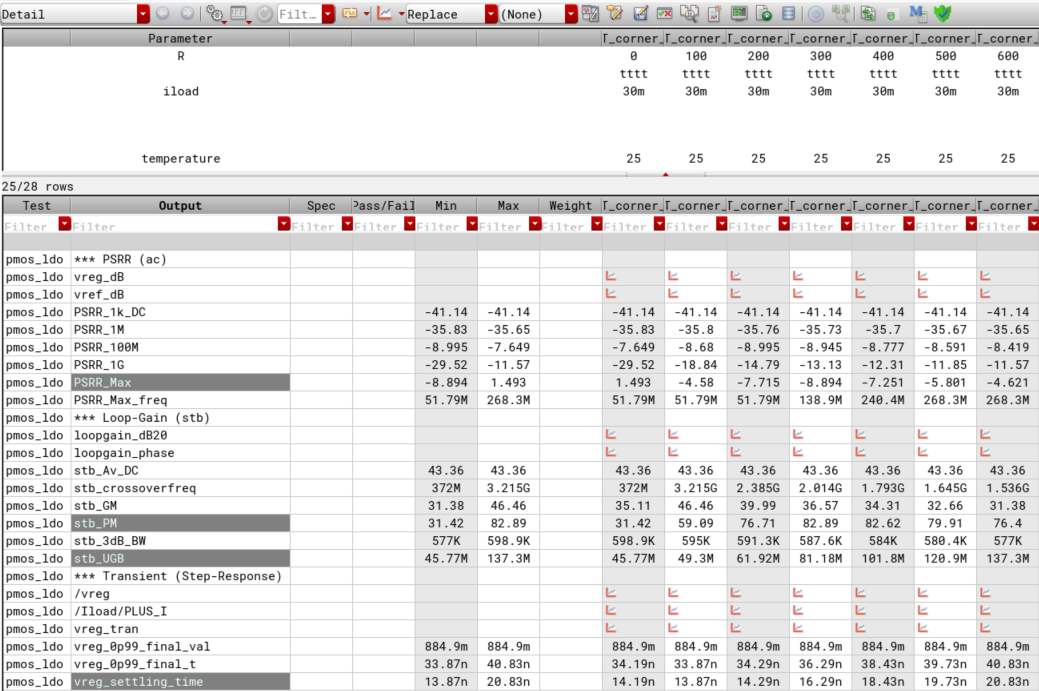 Detail Filt… Replace (None)
Parameter T_corner_ T_corner_ T_corner_ T_corner_ T_corner_ T_corner_ T_corner_
R 0 100 200 300 400 500 600
tttt tttt tttt tttt tttt tttt tttt
iload 30m 30m 30m 30m 30m 30m 30m
temperature 25 25 25 25 25 25 25
25/28 rows
Test Output Spec Pass/Fail Min Max Weight T_corner_ T_corner_ T_corner_ T_corner_ T_corner_ T_corner_ T_corner_
Filter Filter Filter Filter Filter Filter Filter Filter Filter Filter Filter Filter Filter Filter
pmos_ldo *** PSRR (ac)
pmos_ldo vreg_dB
pmos_ldo vref_dB
pmos_ldo PSRR_1k_DC -41.14 -41.14 -41.14 -41.14 -41.14 -41.14 -41.14 -41.14 -41.14
pmos_ldo PSRR_1M -35.83 -35.65 -35.83 -35.8 -35.76 -35.73 -35.7 -35.67 -35.65
pmos_ldo PSRR_100M -8.995 -7.649 -7.649 -8.68 -8.995 -8.945 -8.777 -8.591 -8.419
pmos_ldo PSRR_1G -29.52 -11.57 -29.52 -18.84 -14.79 -13.13 -12.31 -11.85 -11.57
pmos_ldo PSRR_Max -8.894 1.493 1.493 -4.58 -7.715 -8.894 -7.251 -5.801 -4.621
pmos_ldo PSRR_Max_freq 51.79M 268.3M 51.79M 51.79M 51.79M 138.9M 240.4M 268.3M 268.3M
pmos_ldo *** Loop-Gain (stb)
pmos_ldo loopgain_dB20
pmos_ldo loopgain_phase
pmos_ldo stb_Av_DC 43.36 43.36 43.36 43.36 43.36 43.36 43.36 43.36 43.36
pmos_ldo stb_crossoverfreq 372M 3.215G 372M 3.215G 2.385G 2.014G 1.793G 1.645G 1.536G
pmos_ldo stb_GM 31.38 46.46 35.11 46.46 39.99 36.57 34.31 32.66 31.38
pmos_ldo stb_PM 31.42 82.89 31.42 59.09 76.71 82.89 82.62 79.91 76.4
pmos_ldo stb_3dB_BW 577K 598.9K 598.9K 595K 591.3K 587.6K 584K 580.4K 577K
pmos_ldo stb_UGB 45.77M 137.3M 45.77M 49.3M 61.92M 81.18M 101.8M 120.9M 137.3M
pmos_ldo *** Transient (Step-Response)
pmos_ldo /vreg
pmos_ldo /Iload/PLUS_I
pmos_ldo vreg_tran
pmos_ldo vreg_0p99_final_val 884.9m 884.9m 884.9m 884.9m 884.9m 884.9m 884.9m 884.9m 884.9m
pmos_ldo vreg_0p99_final_t 33.87n 40.83n 34.19n 33.87n 34.29n 36.29n 38.43n 39.73n 40.83n
pmos_ldo vreg_settling_time 13.87n 20.83n 14.19n 13.87n 14.29n 16.29n 18.43n 19.73n 20.83n